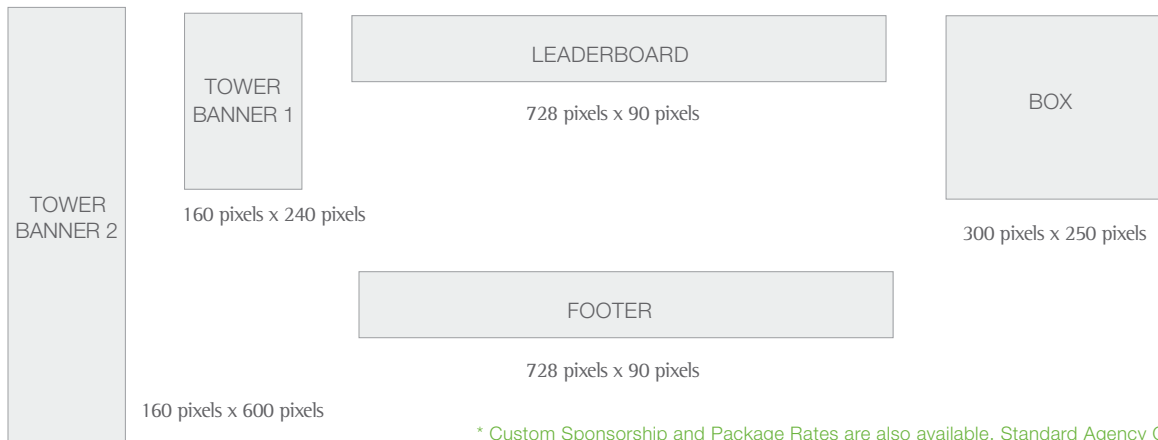 TOWER
BANNER 2
160 pixels x 600 pixels
TOWER
BANNER 1
160 pixels x 240 pixels
LEADERBOARD
728 pixels x 90 pixels
FOOTER
728 pixels x 90 pixels
BOX
300 pixels x 250 pixels
* Custom Sponsorship and Package Rates are also available. Standard Agency